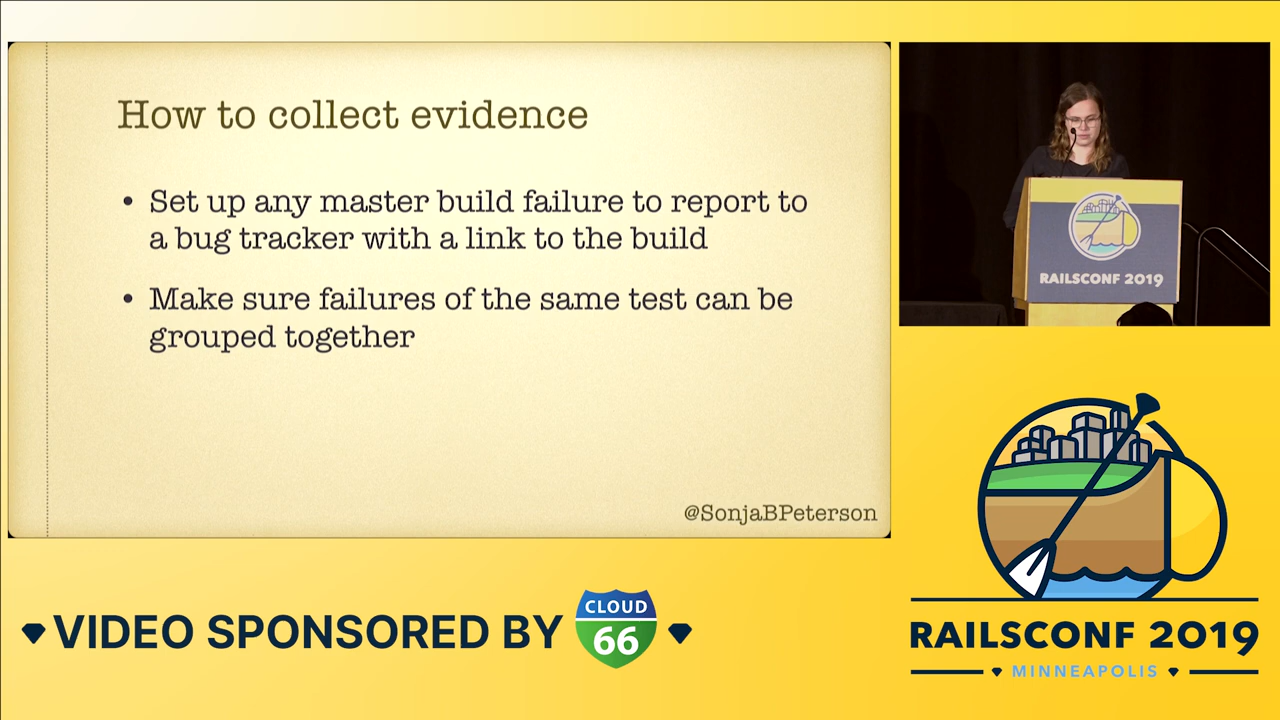 How to collect evidence
• Set up any master build failure to report to
a bug tracker with a link to the build
• Make sure failures of the same test can be
grouped together
@SonjaBPeterson
RAILSCONF 2019
VIDEO SPONSORED BY CLOUD 66
RAILSCONF 2019
MINNEAPOLIS